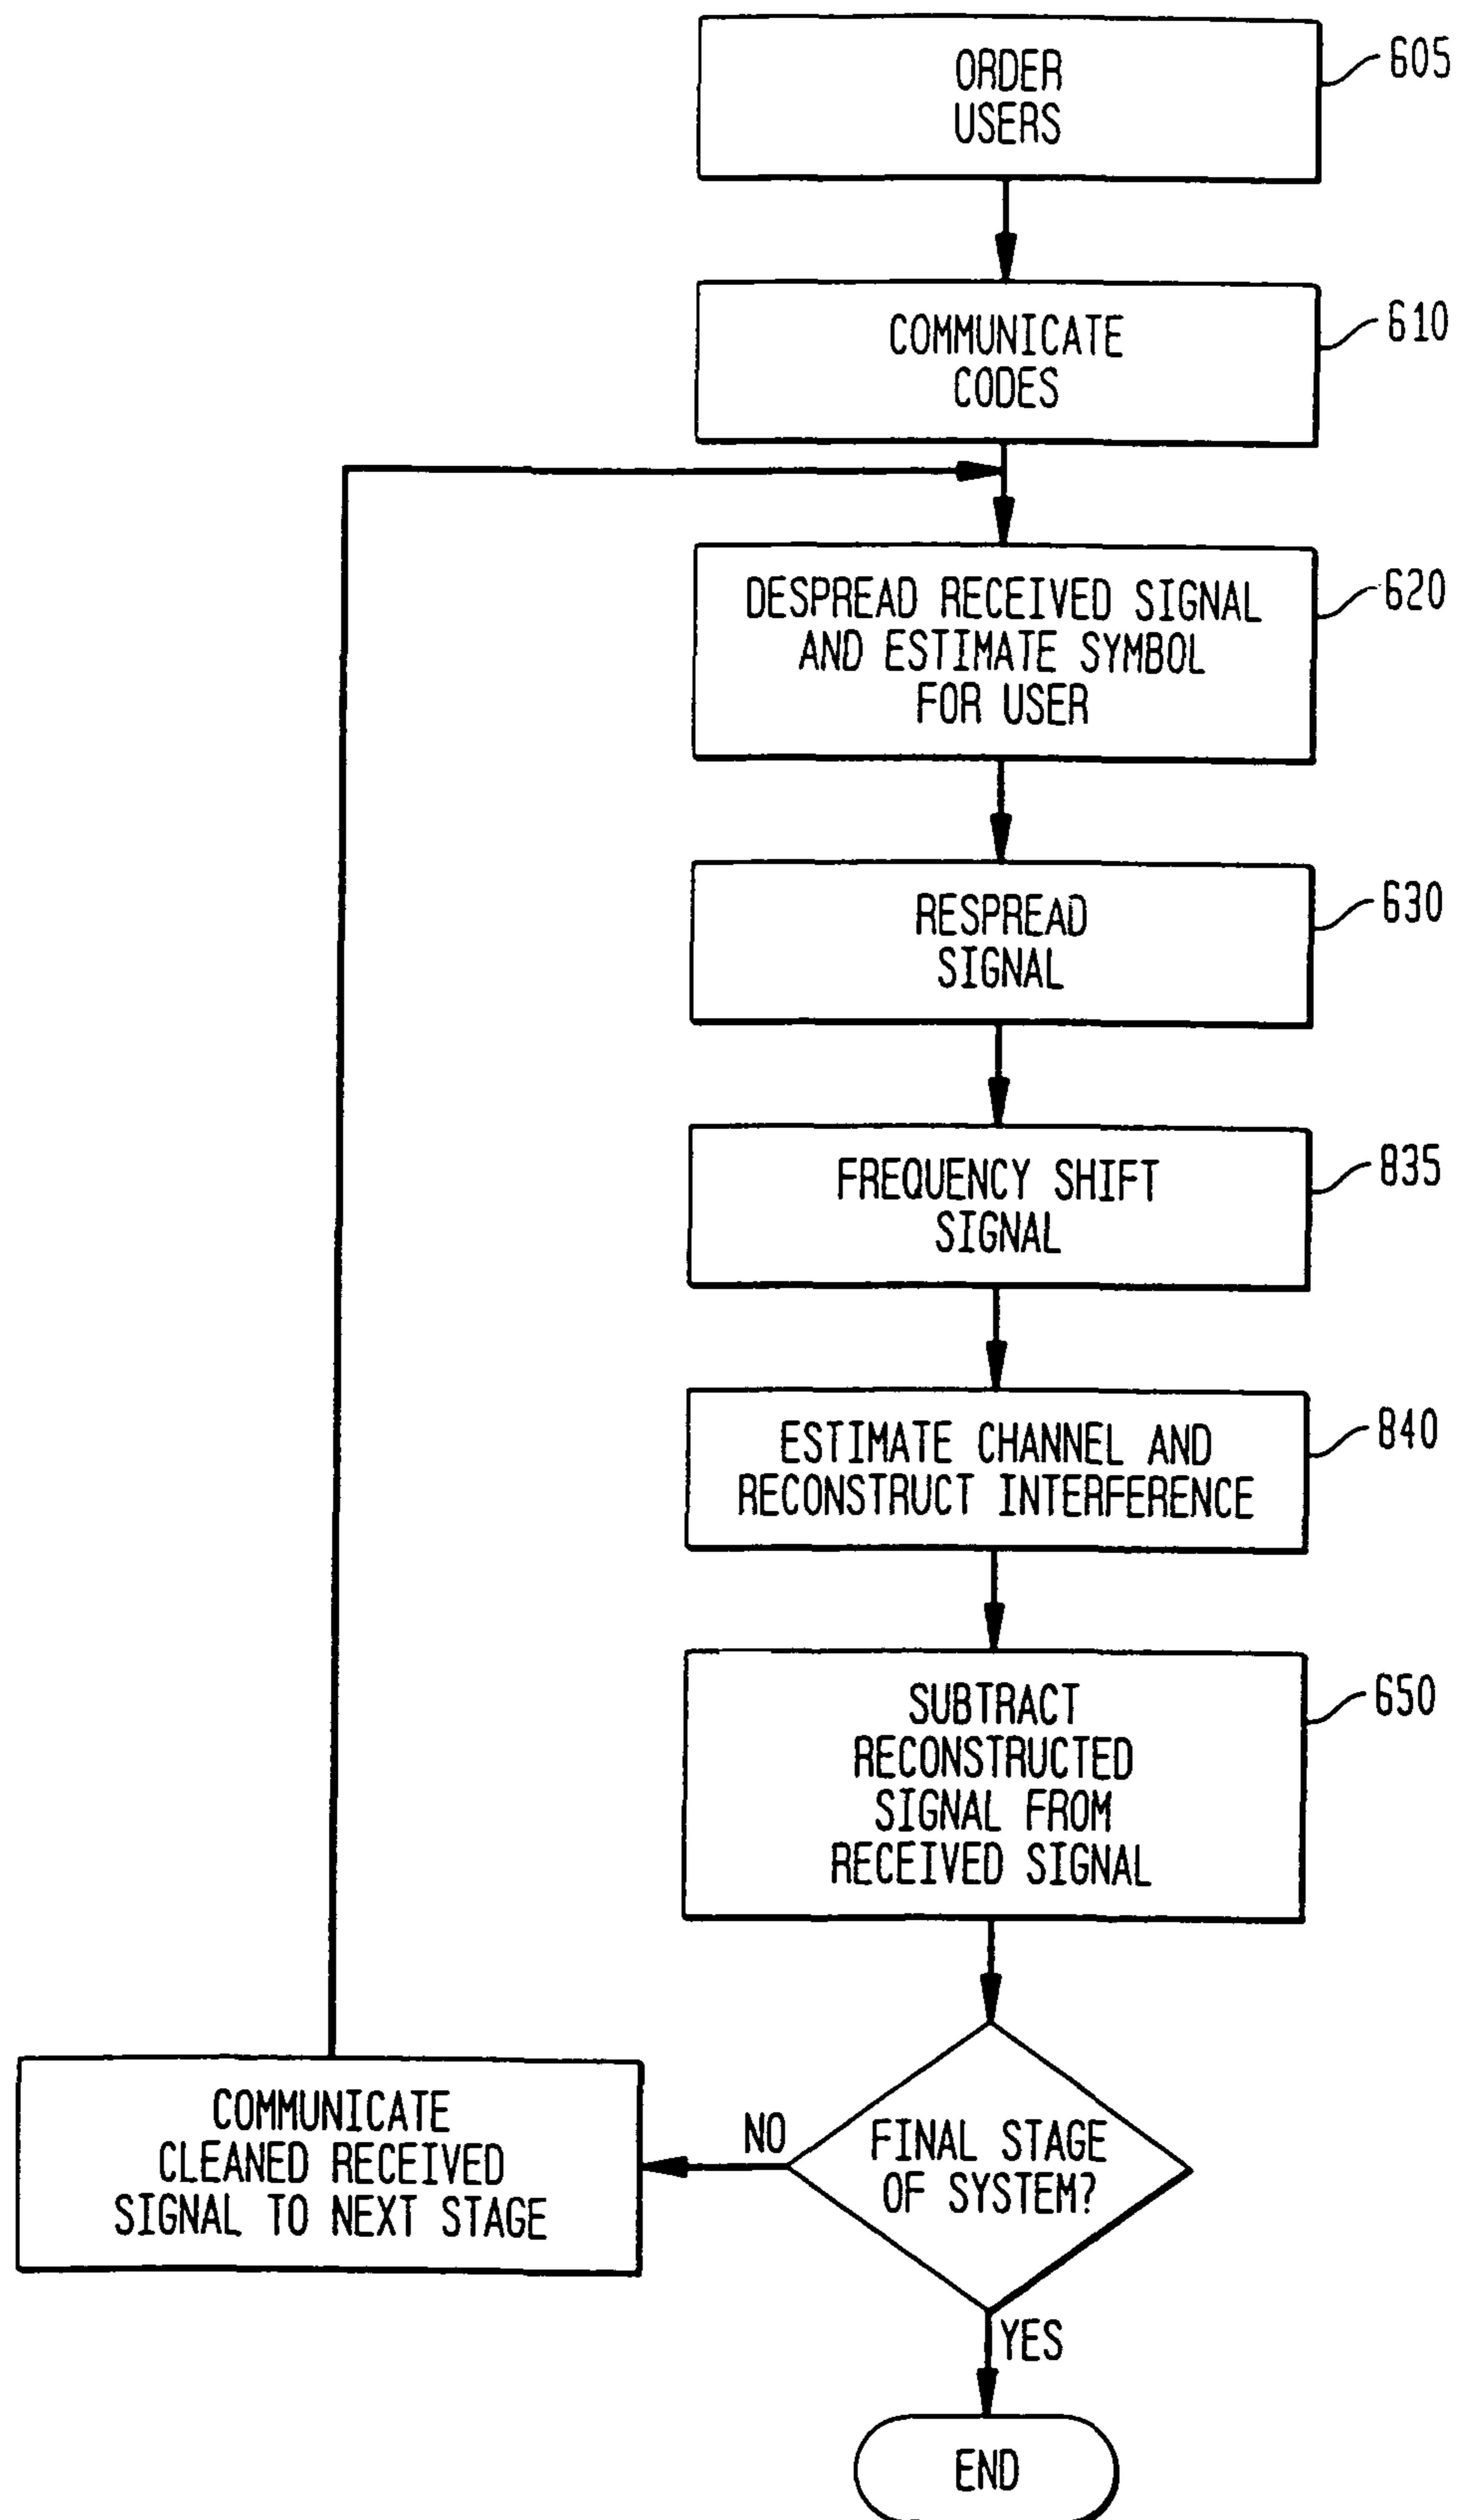 ORDER
USERS
605
COMMUNICATE
CODES
610
DESPREAD RECEIVED SIGNAL
AND ESTIMATE SYMBOL
FOR USER
620
RESPREAD
SIGNAL
630
FREQUENCY SHIFT
SIGNAL
835
ESTIMATE CHANNEL AND
RECONSTRUCT INTERFERENCE
840
SUBTRACT
RECONSTRUCTED
SIGNAL FROM
RECEIVED SIGNAL
650
FINAL STAGE
OF SYSTEM?
NO
COMMUNICATE
CLEANED RECEIVED
SIGNAL TO NEXT STAGE
YES
END